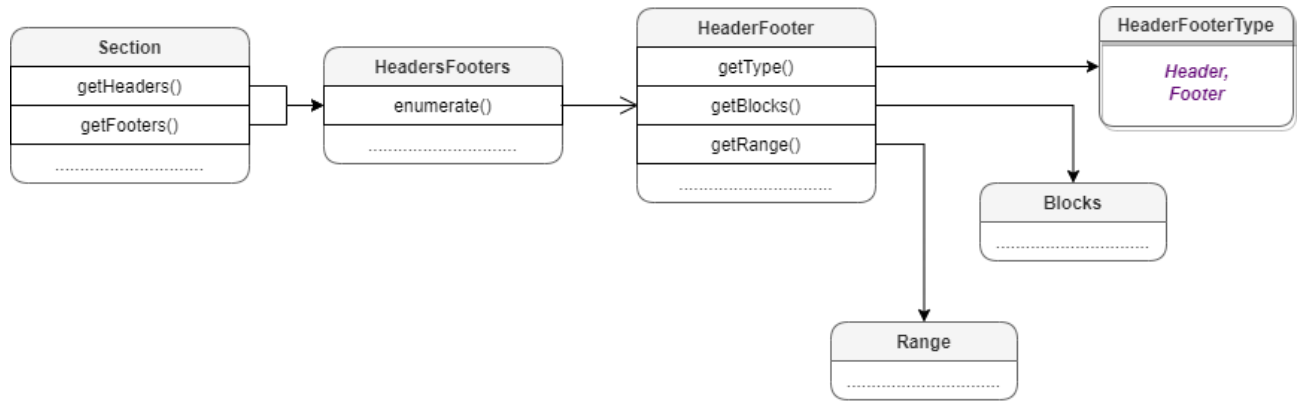 Section
getHeaders()
getFooters()
................................
HeadersFooters
enumerate()
................................
HeaderFooter
getType()
getBlocks()
getRange()
................................
HeaderFooterType
Header,
Footer
Blocks
................................
Range
................................